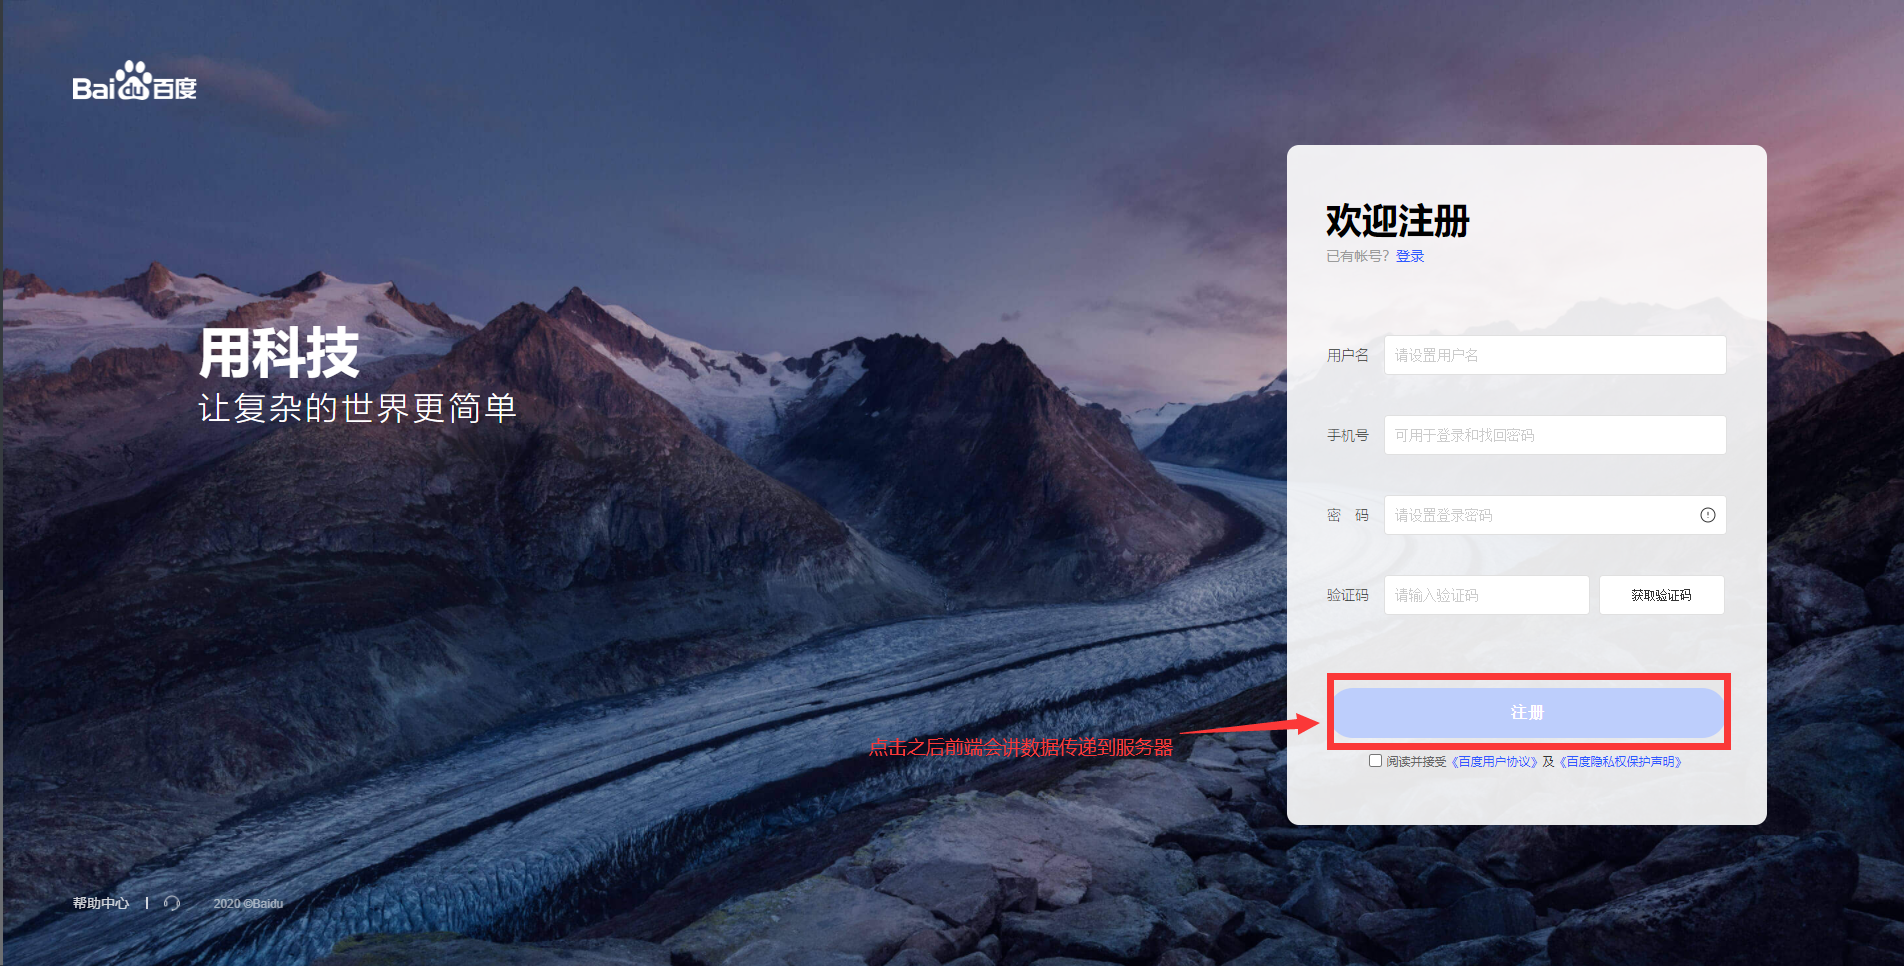 Bai du 百度
用科技
让复杂的世界更简单
欢迎注册
已有帐号？登录
用户名 请设置用户名
手机号 可用于登录和找回密码
密 码 请设置登录密码
验证码 请输入验证码 获取验证码
注册
点击之后前端会讲数据传递到服务器
阅读并接受《百度用户协议》及《百度隐私权保护声明》
帮助中心 | 2020 ©Baidu